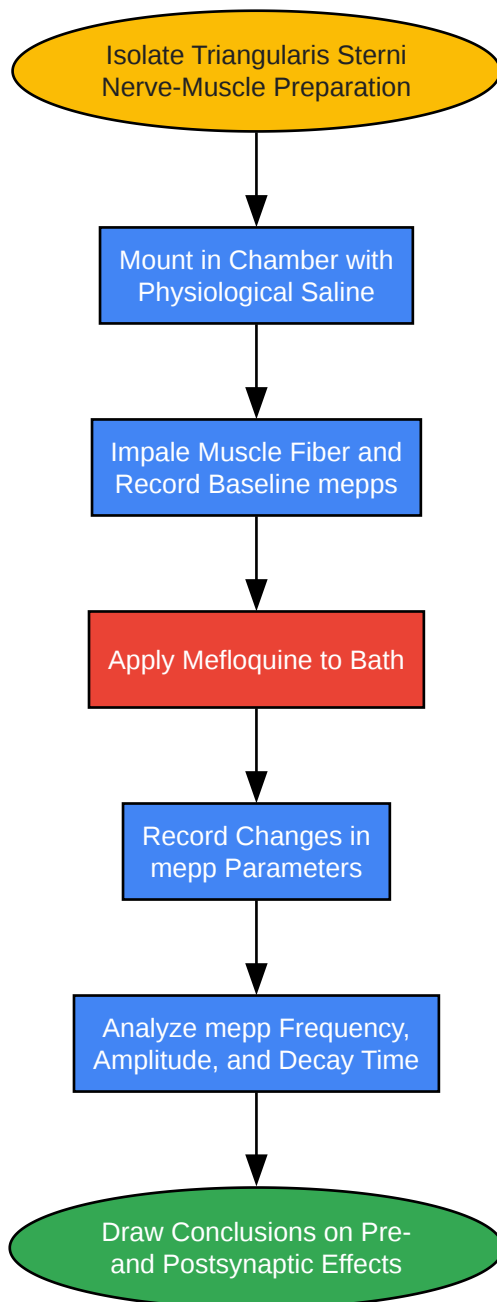 Isolate Triangularis Sterni
Nerve-Muscle Preparation
Mount in Chamber with
Physiological Saline
Impale Muscle Fiber and
Record Baseline mepps
Apply Mefloquine to Bath
Record Changes in
mepp Parameters
Analyze mepp Frequency,
Amplitude, and Decay Time
Draw Conclusions on Pre-
and Postsynaptic Effects